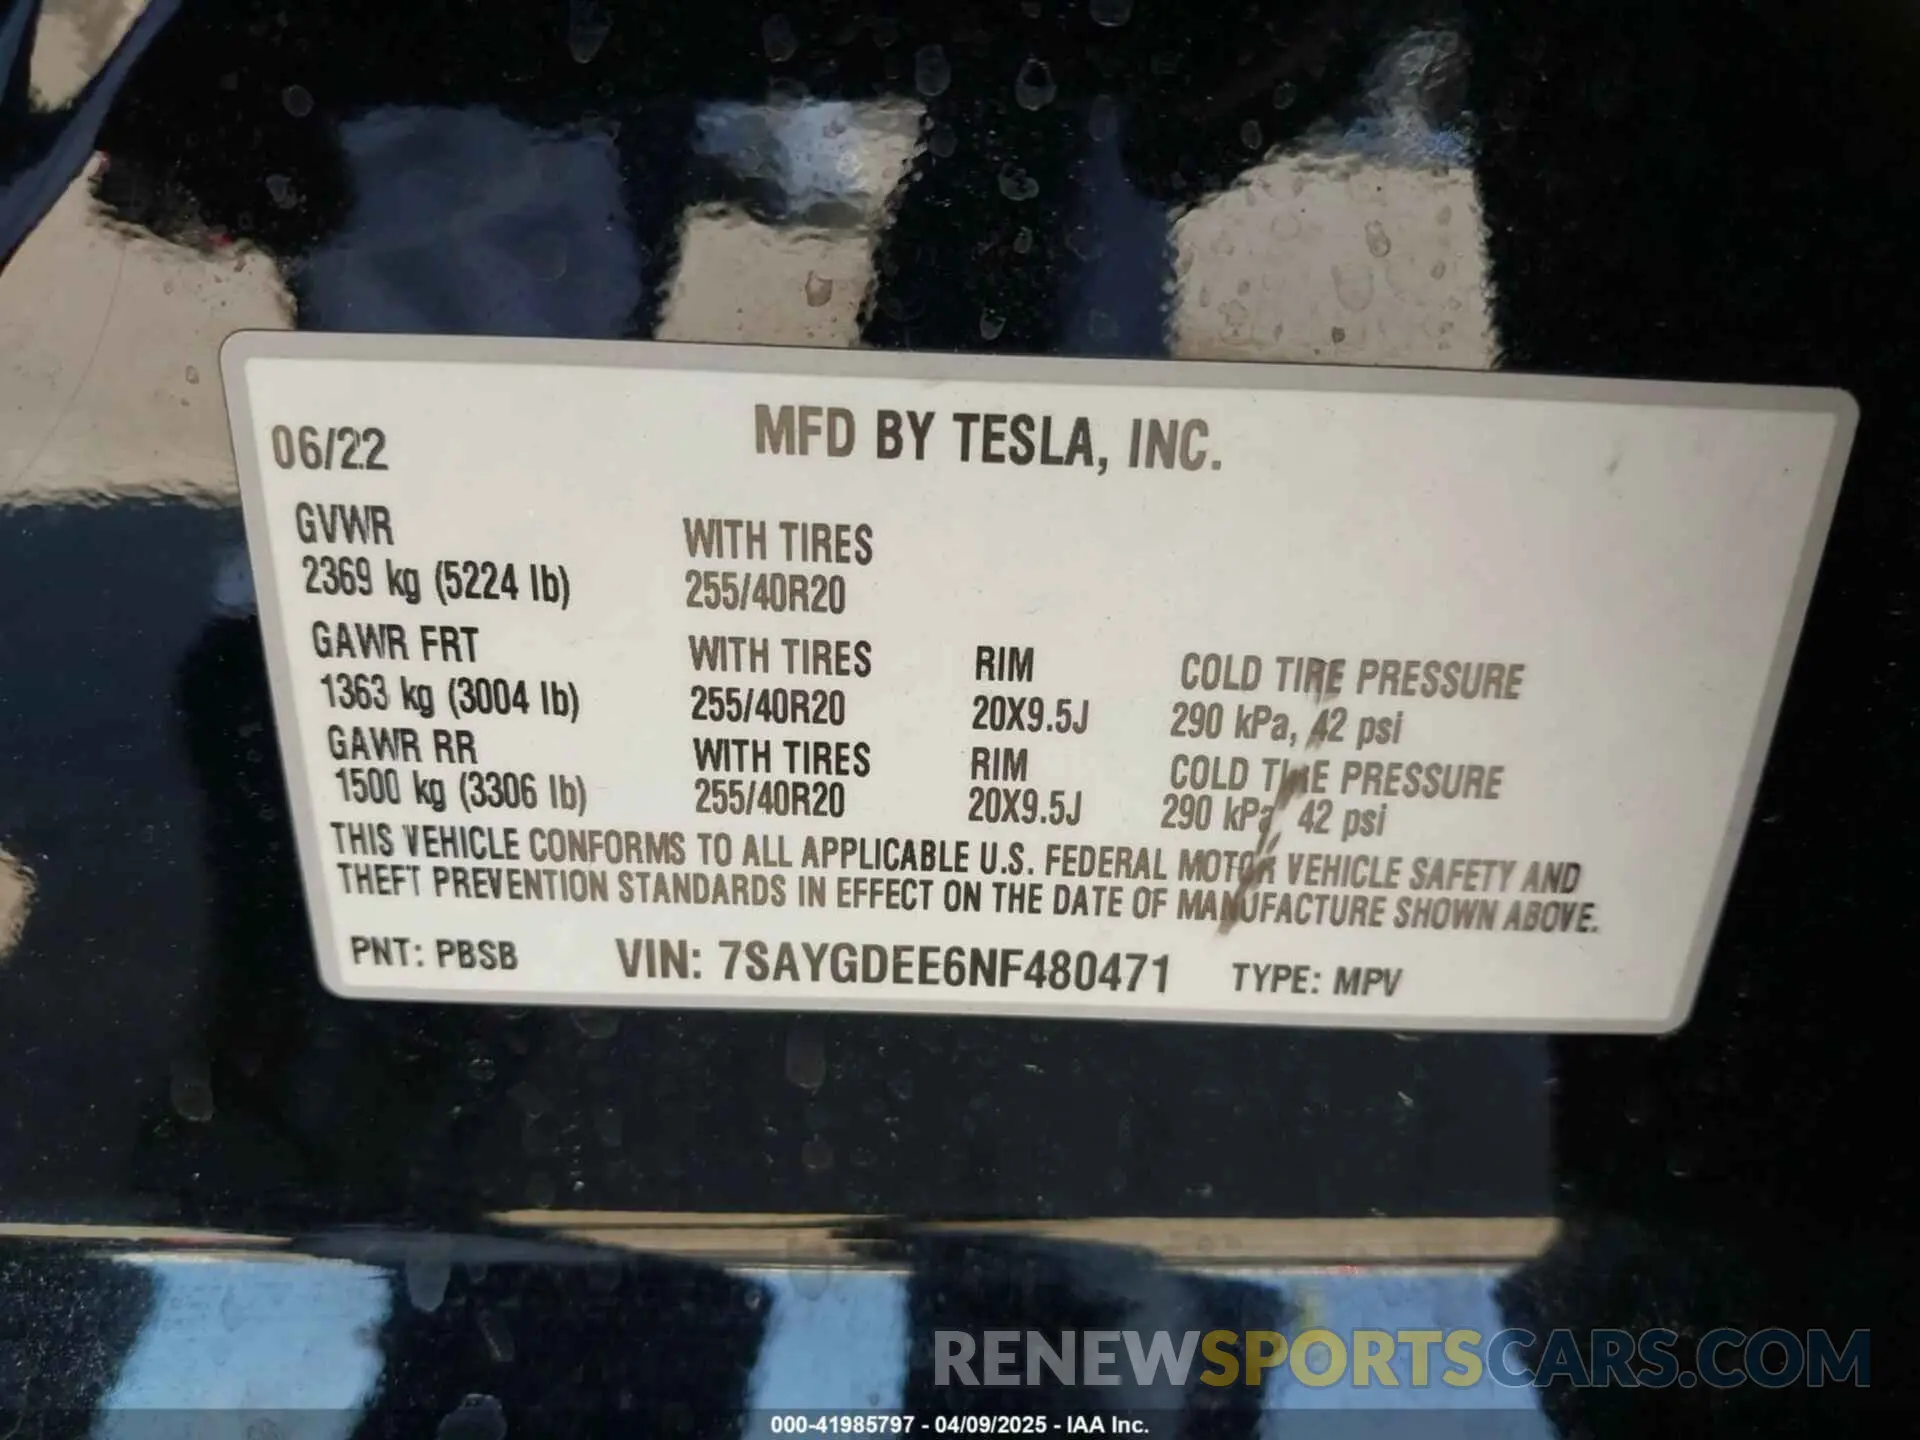 06/22 MFD BY TESLA, INC.
GVWR WITH TIRES
2369 kg (5224 lb) 255/40R20
GAWR FRT WITH TIRES RIM COLD TIRE PRESSURE
1363 kg (3004 lb) 255/40R20 20X9.5J 290 kPa, 42 psi
GAWR RR WITH TIRES RIM COLD TIRE PRESSURE
1500 kg (3306 lb) 255/40R20 20X9.5J 290 kPa, 42 psi
THIS VEHICLE CONFORMS TO ALL APPLICABLE U.S. FEDERAL MOTOR VEHICLE SAFETY AND
THEFT PREVENTION STANDARDS IN EFFECT ON THE DATE OF MANUFACTURE SHOWN ABOVE.
PNT: PBSB VIN: 7SAYGDEE6NF480471 TYPE: MPV
RENEWSPORTSCARS.COM
000-41985797 - 04/09/2025 - IAA Inc.